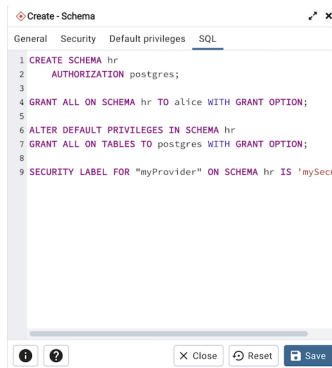 Create - Schema
General Security Default privileges SQL
1 CREATE SCHEMA hr
2 AUTHORIZATION postgres;
3
4 GRANT ALL ON SCHEMA hr TO alice WITH GRANT OPTION;
5
6 ALTER DEFAULT PRIVILEGES IN SCHEMA hr
7 GRANT ALL ON TABLES TO postgres WITH GRANT OPTION;
8
9 SECURITY LABEL FOR "myProvider" ON SCHEMA hr IS 'mySecu
Close Reset Save